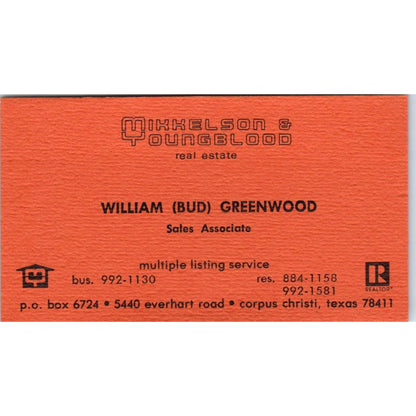 MIKKELSON &
YOUNGBLOOD
real estate
WILLIAM (BUD) GREENWOOD
Sales Associate
multiple listing service
bus. 992-1130 res. 884-1158
992-1581
R
REALTOR®
p.o. box 6724 • 5440 everhart road • corpus christi, texas 78411